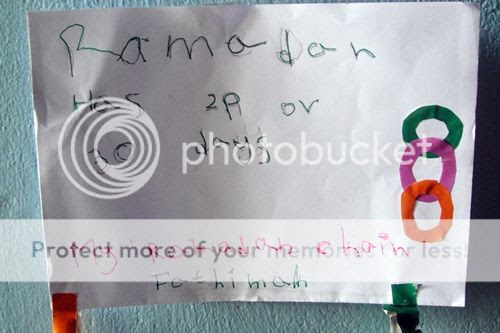 Ramadan
Has 29 or
30 days
photobucket
Protect more of your memories for less!
My ramadan chain
Fathimah